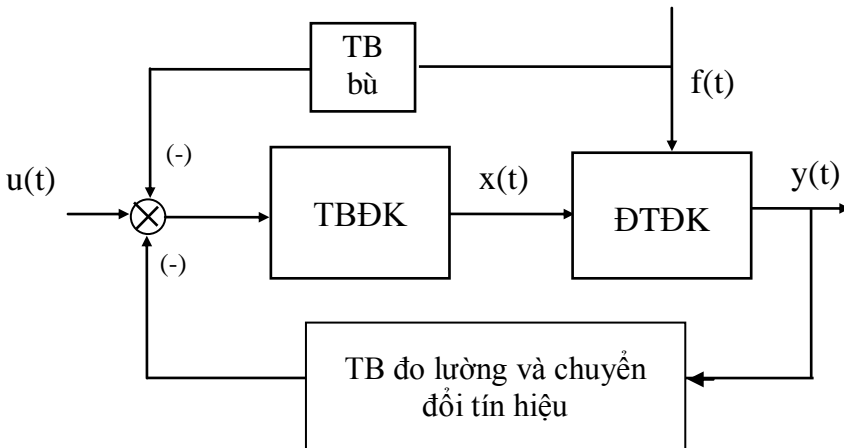 TB
bù
f(t)
(-)
u(t)
TBĐK
x(t)
ĐTĐK
y(t)
(-)
TB đo lường và chuyển
đổi tín hiệu